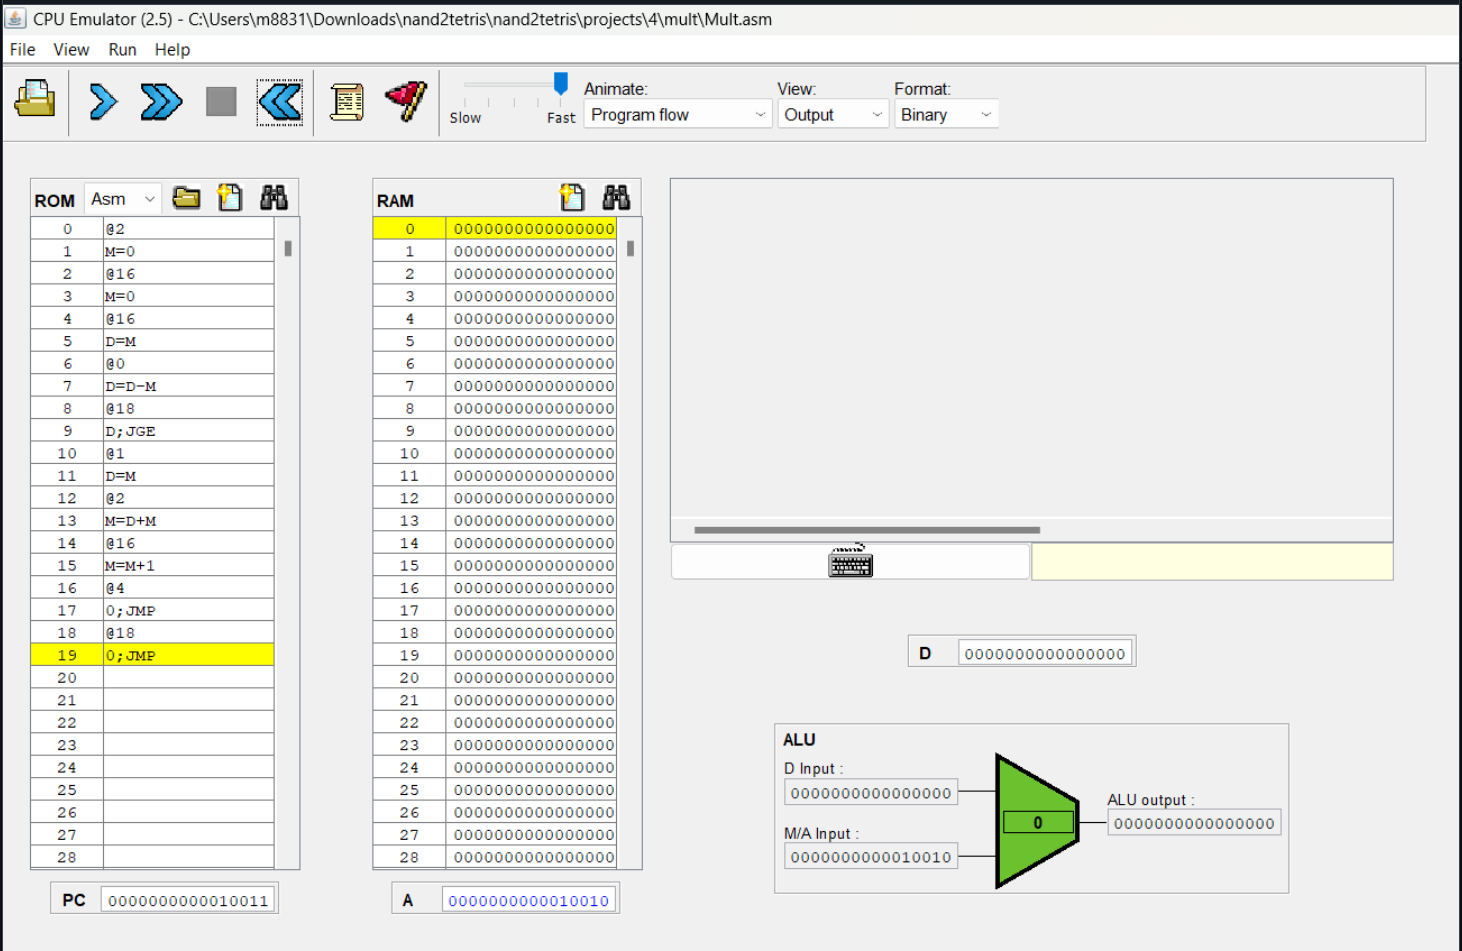 CPU Emulator (2.5) - C:\Users\m8831\Downloads\nand2tetris\nand2tetris\projects\4\mult\Mult.asm
File View Run Help
Slow Fast
Animate:
Program flow
View:
Output
Format:
Binary
ROM Asm
0 @2
1 M=0
2 @16
3 M=0
4 @16
5 D=M
6 @0
7 D=D-M
8 @18
9 D;JGE
10 @1
11 D=M
12 @2
13 M=D+M
14 @16
15 M=M+1
16 @4
17 0;JMP
18 @18
19 0;JMP
20
21
22
23
24
25
26
27
28
PC 0000000000010011
RAM
0 0000000000000000
1 0000000000000000
2 0000000000000000
3 0000000000000000
4 0000000000000000
5 0000000000000000
6 0000000000000000
7 0000000000000000
8 0000000000000000
9 0000000000000000
10 0000000000000000
11 0000000000000000
12 0000000000000000
13 0000000000000000
14 0000000000000000
15 0000000000000000
16 0000000000000000
17 0000000000000000
18 0000000000000000
19 0000000000000000
20 0000000000000000
21 0000000000000000
22 0000000000000000
23 0000000000000000
24 0000000000000000
25 0000000000000000
26 0000000000000000
27 0000000000000000
28 0000000000000000
A 0000000000010010
D 0000000000000000
ALU
D Input :
0000000000000000
M/A Input :
0000000000010010
0
ALU output :
0000000000000000